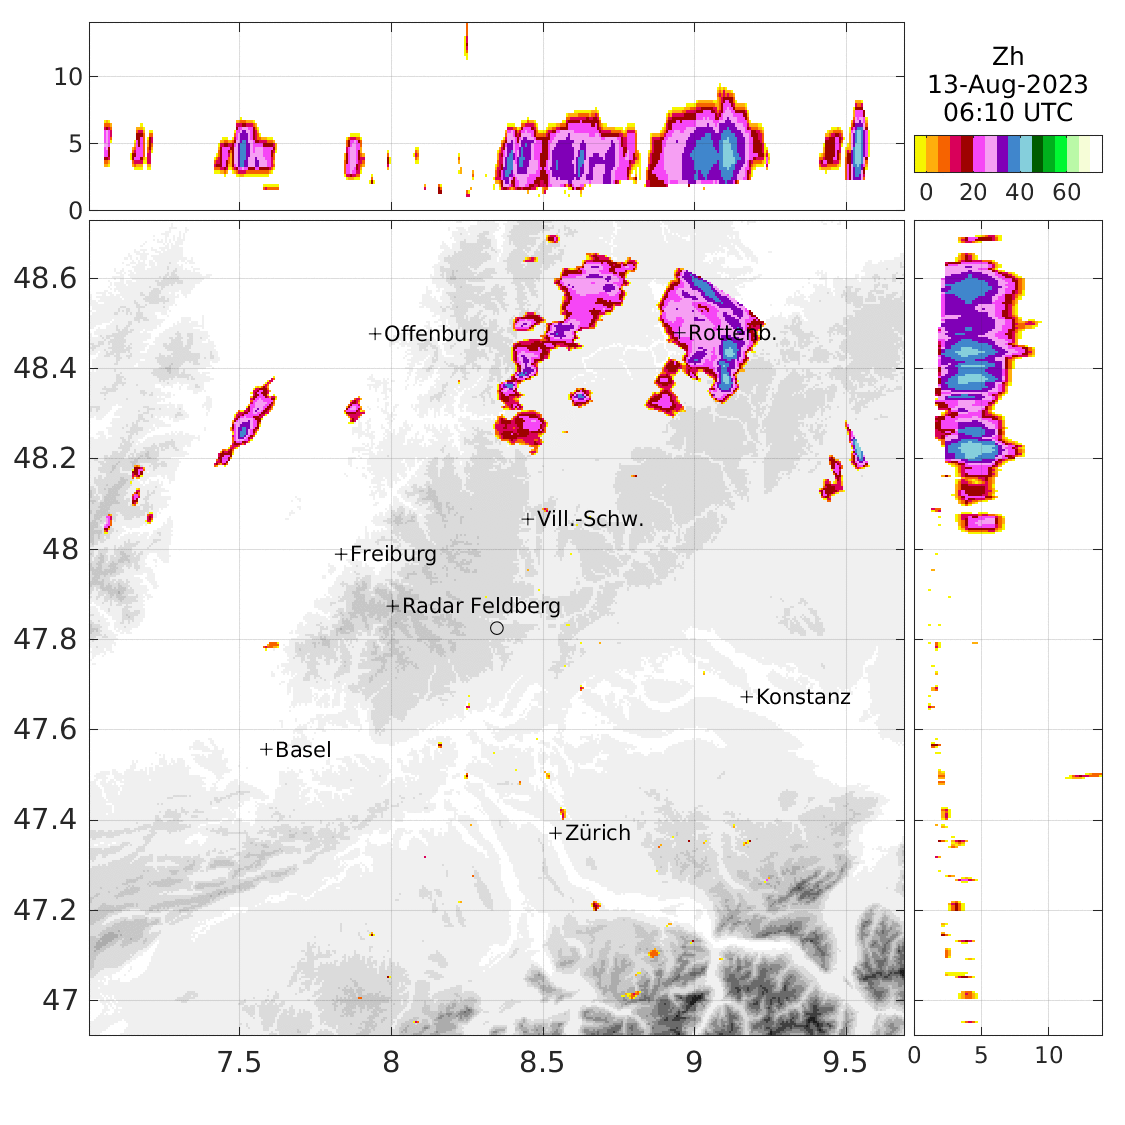 10
5
0
Zh
13-Aug-2023
06:10 UTC
0 20 40 60
48.6
48.4
48.2
48
47.8
47.6
47.4
47.2
47
Offenburg
Rottenb.
Vill.-Schw.
Freiburg
Radar Feldberg
Konstanz
Basel
Zürich
7.5 8 8.5 9 9.5
0 5 10